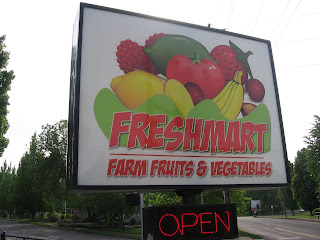 FRESHMART
FARM FRUITS & VEGETABLES
OPEN